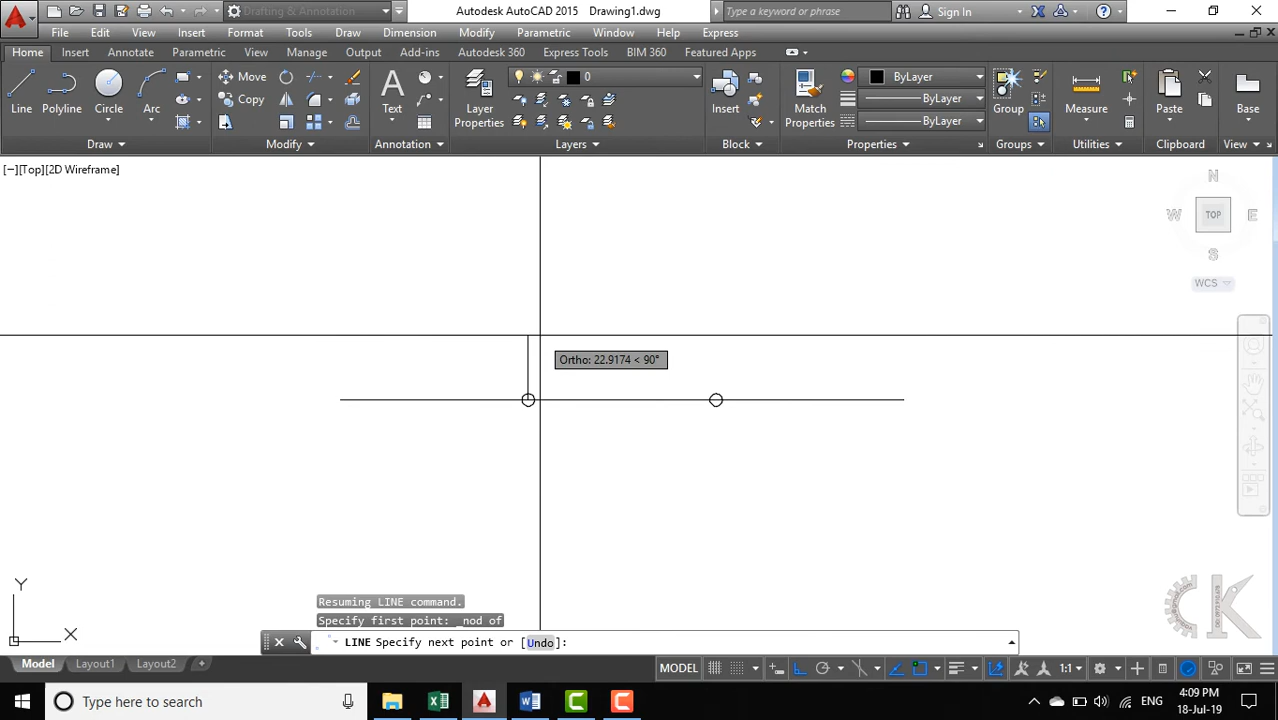 Drafting & Annotation
Autodesk AutoCAD 2015 Drawing1.dwg
Type a keyword or phrase
Sign In
File Edit View Insert Format Tools Draw Dimension Modify Parametric Window Help Express
Home Insert Annotate Parametric View Manage Output Add-ins Autodesk 360 Express Tools BIM 360 Featured Apps
Line
Polyline
Circle
Arc
Move
Copy
Text
Layer
Properties
0
Insert
Match
Properties
ByLayer
ByLayer
ByLayer
Group
Measure
Paste
Base
Draw
Modify
Annotation
Layers
Block
Properties
Groups
Utilities
Clipboard
View
[−][Top][2D Wireframe]
N
W
TOP
E
S
WCS
Ortho: 22.9174 < 90°
Y
X
Resuming LINE command.
Specify first point: _nod of
LINE Specify next point or [Undo]:
CK
Model Layout1 Layout2 +
MODEL
1:1
Type here to search
ENG
4:09 PM
18-Jul-19